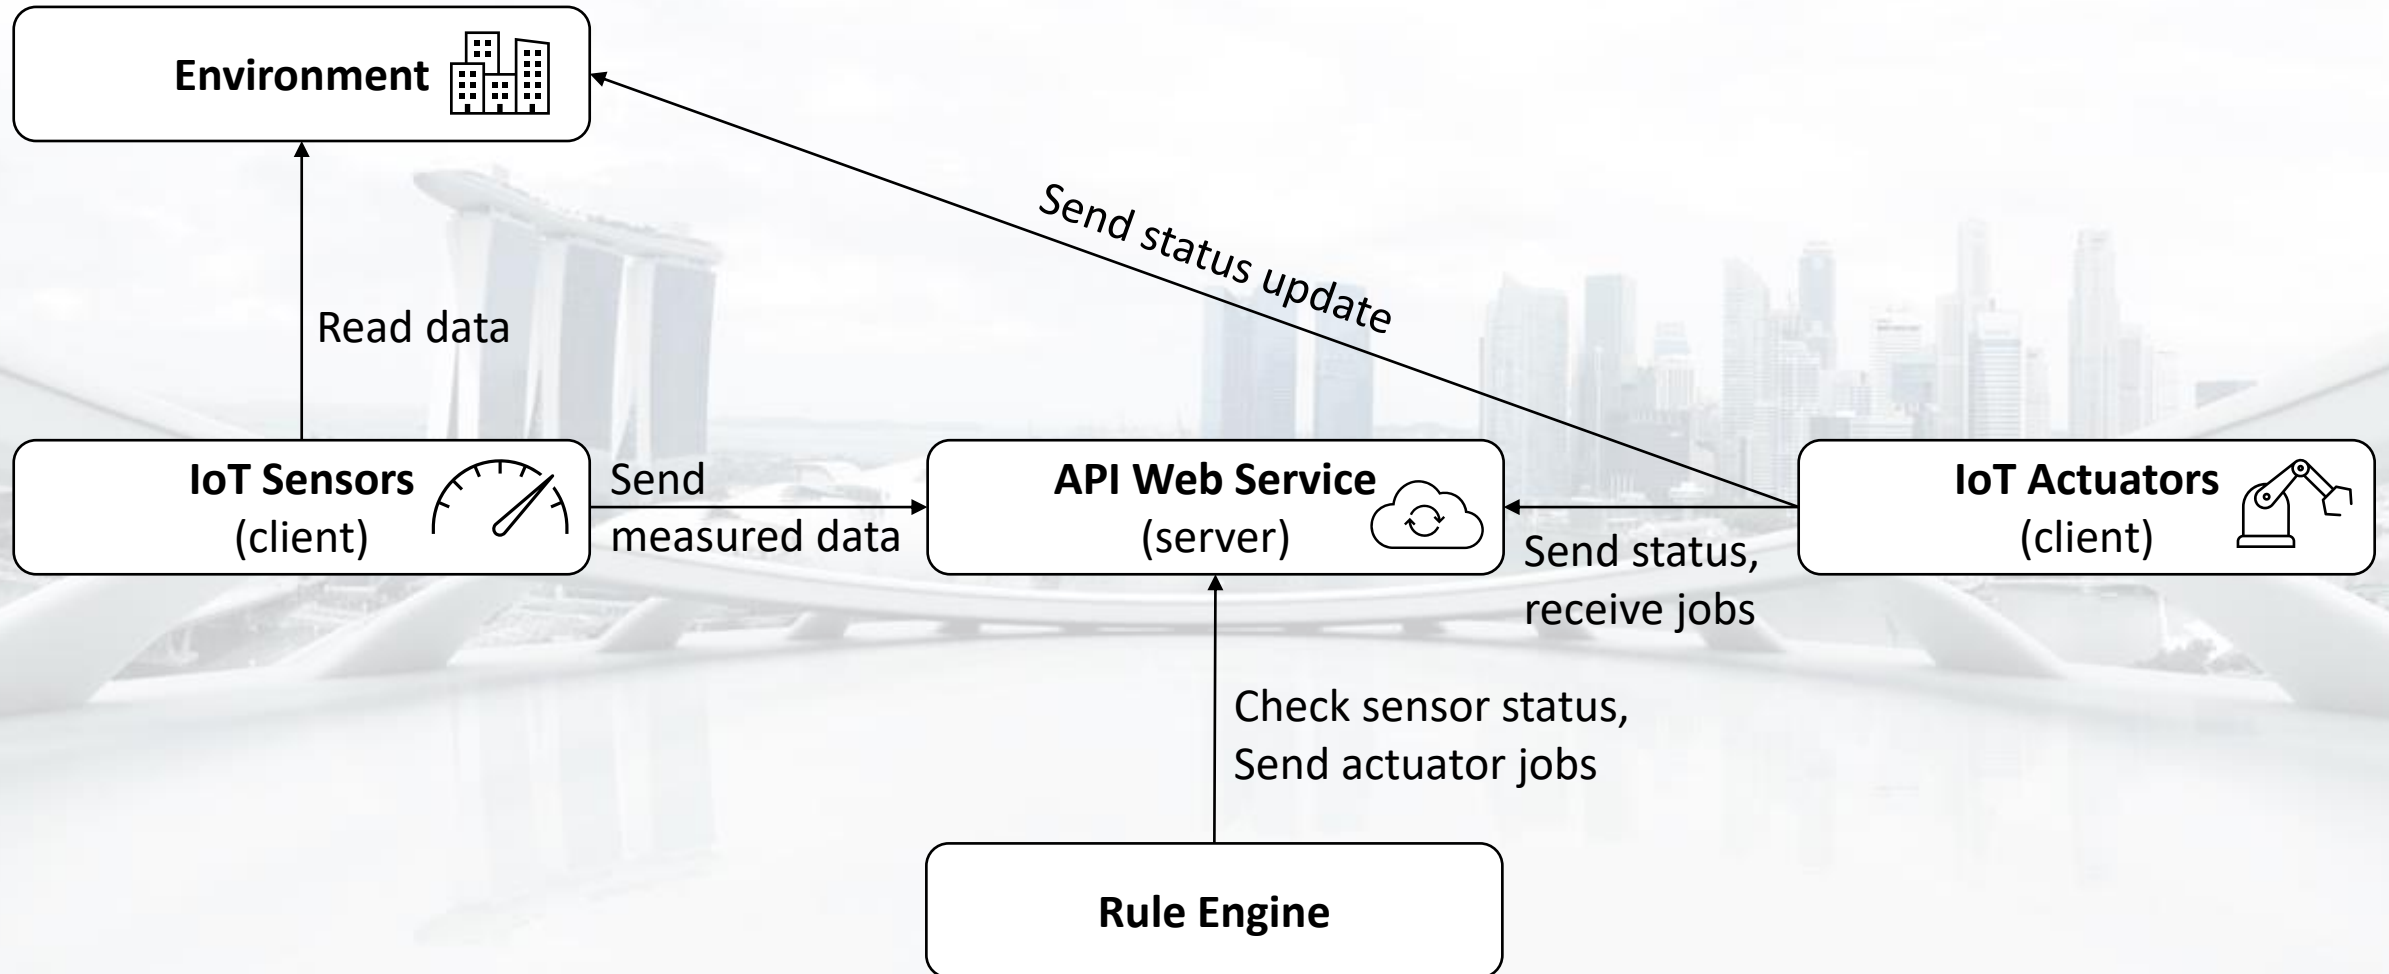 Environment
Send status update
Read data
IoT Sensors
(client)
Send
measured data
API Web Service
(server)
Send status,
receive jobs
IoT Actuators
(client)
Check sensor status,
Send actuator jobs
Rule Engine